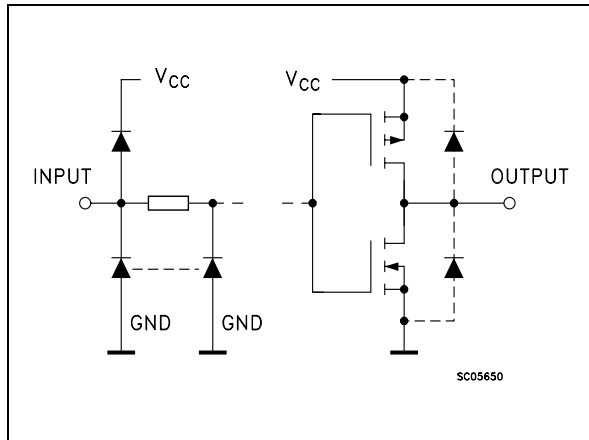 VCC
VCC
INPUT
OUTPUT
GND
GND
SC05650